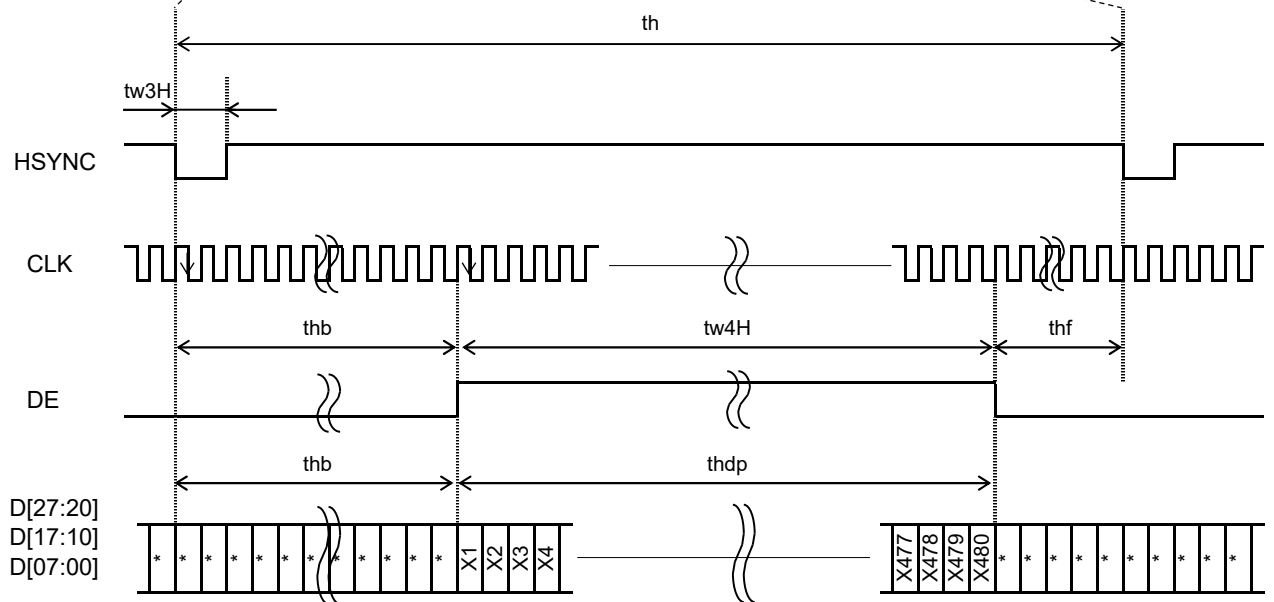 th
tw3H
HSYNC
CLK
thb tw4H thf
DE
thb thdp
D[27:20]
D[17:10]
D[07:00]
* * * * * * * * * * * * X1 X2 X3 X4 X477 X478 X479 X480 * * * * * * * * * *